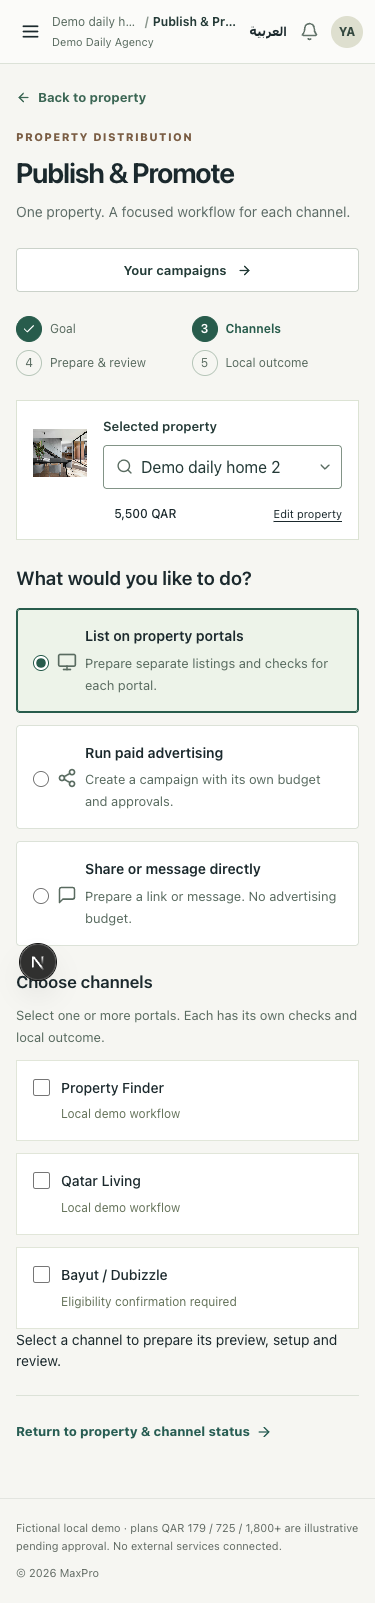 Demo daily h... / Publish & Pr...
Demo Daily Agency
العربية
YA
Back to property
PROPERTY DISTRIBUTION
Publish & Promote
One property. A focused workflow for each channel.
Your campaigns
Goal
3 Channels
4 Prepare & review
5 Local outcome
Selected property
Demo daily home 2
5,500 QAR
Edit property
What would you like to do?
List on property portals
Prepare separate listings and checks for
each portal.
Run paid advertising
Create a campaign with its own budget
and approvals.
Share or message directly
Prepare a link or message. No advertising
budget.
N
Choose channels
Select one or more portals. Each has its own checks and
local outcome.
Property Finder
Local demo workflow
Qatar Living
Local demo workflow
Bayut / Dubizzle
Eligibility confirmation required
Select a channel to prepare its preview, setup and
review.
Return to property & channel status
Fictional local demo · plans QAR 179 / 725 / 1,800+ are illustrative
pending approval. No external services connected.
© 2026 MaxPro